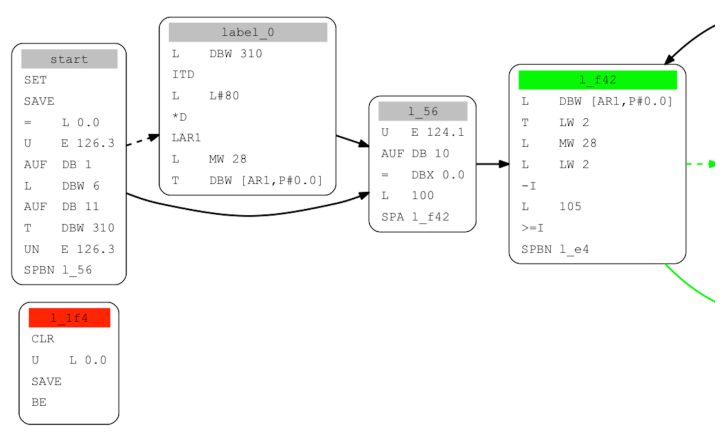 start
SET
SAVE
= L 0.0
U E 126.3
AUF DB 1
L DBW 6
AUF DB 11
T DBW 310
UN E 126.3
SPBN l_56
label_0
L DBW 310
ITD
L L#80
*D
LAR1
L MW 28
T DBW [AR1,P#0.0]
l_56
U E 124.1
AUF DB 10
= DBX 0.0
L 100
SPA l_f42
l_f42
L DBW [AR1,P#0.0]
T LW 2
L MW 28
L LW 2
-I
L 105
>=I
SPBN l_e4
l_1f4
CLR
U L 0.0
SAVE
BE